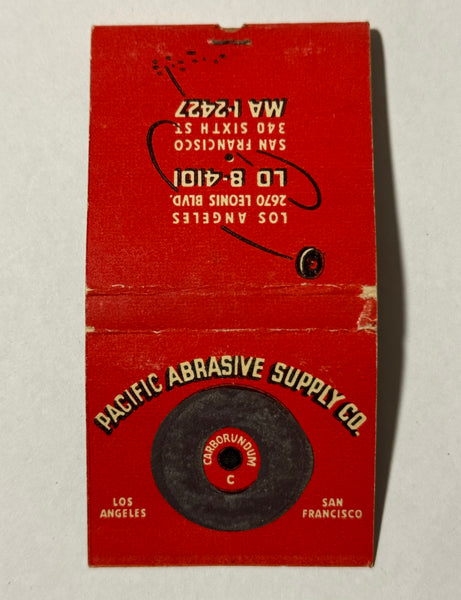 LOS ANGELES
2670 LEONIS BLVD.
LO 8-4101
SAN FRANCISCO
340 SIXTH ST.
MA 1-2427
PACIFIC ABRASIVE SUPPLY CO.
CARBORUNDUM
C
LOS
ANGELES
SAN
FRANCISCO